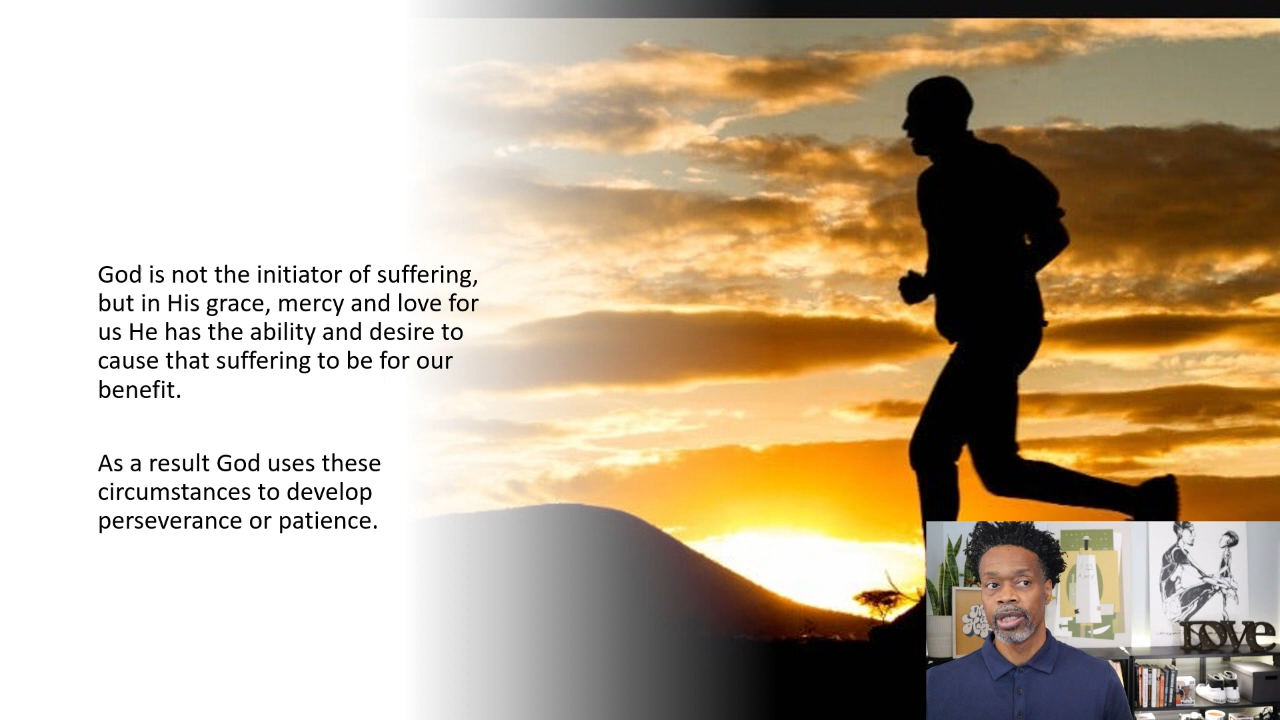 God is not the initiator of suffering,
but in His grace, mercy and love for
us He has the ability and desire to
cause that suffering to be for our
benefit.
As a result God uses these
circumstances to develop
perseverance or patience.
LOVE